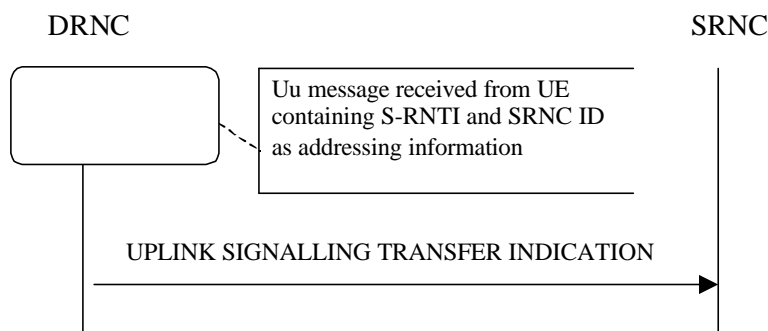 DRNC
SRNC
Uu message received from UE
containing S-RNTI and SRNC ID
as addressing information
UPLINK SIGNALLING TRANSFER INDICATION